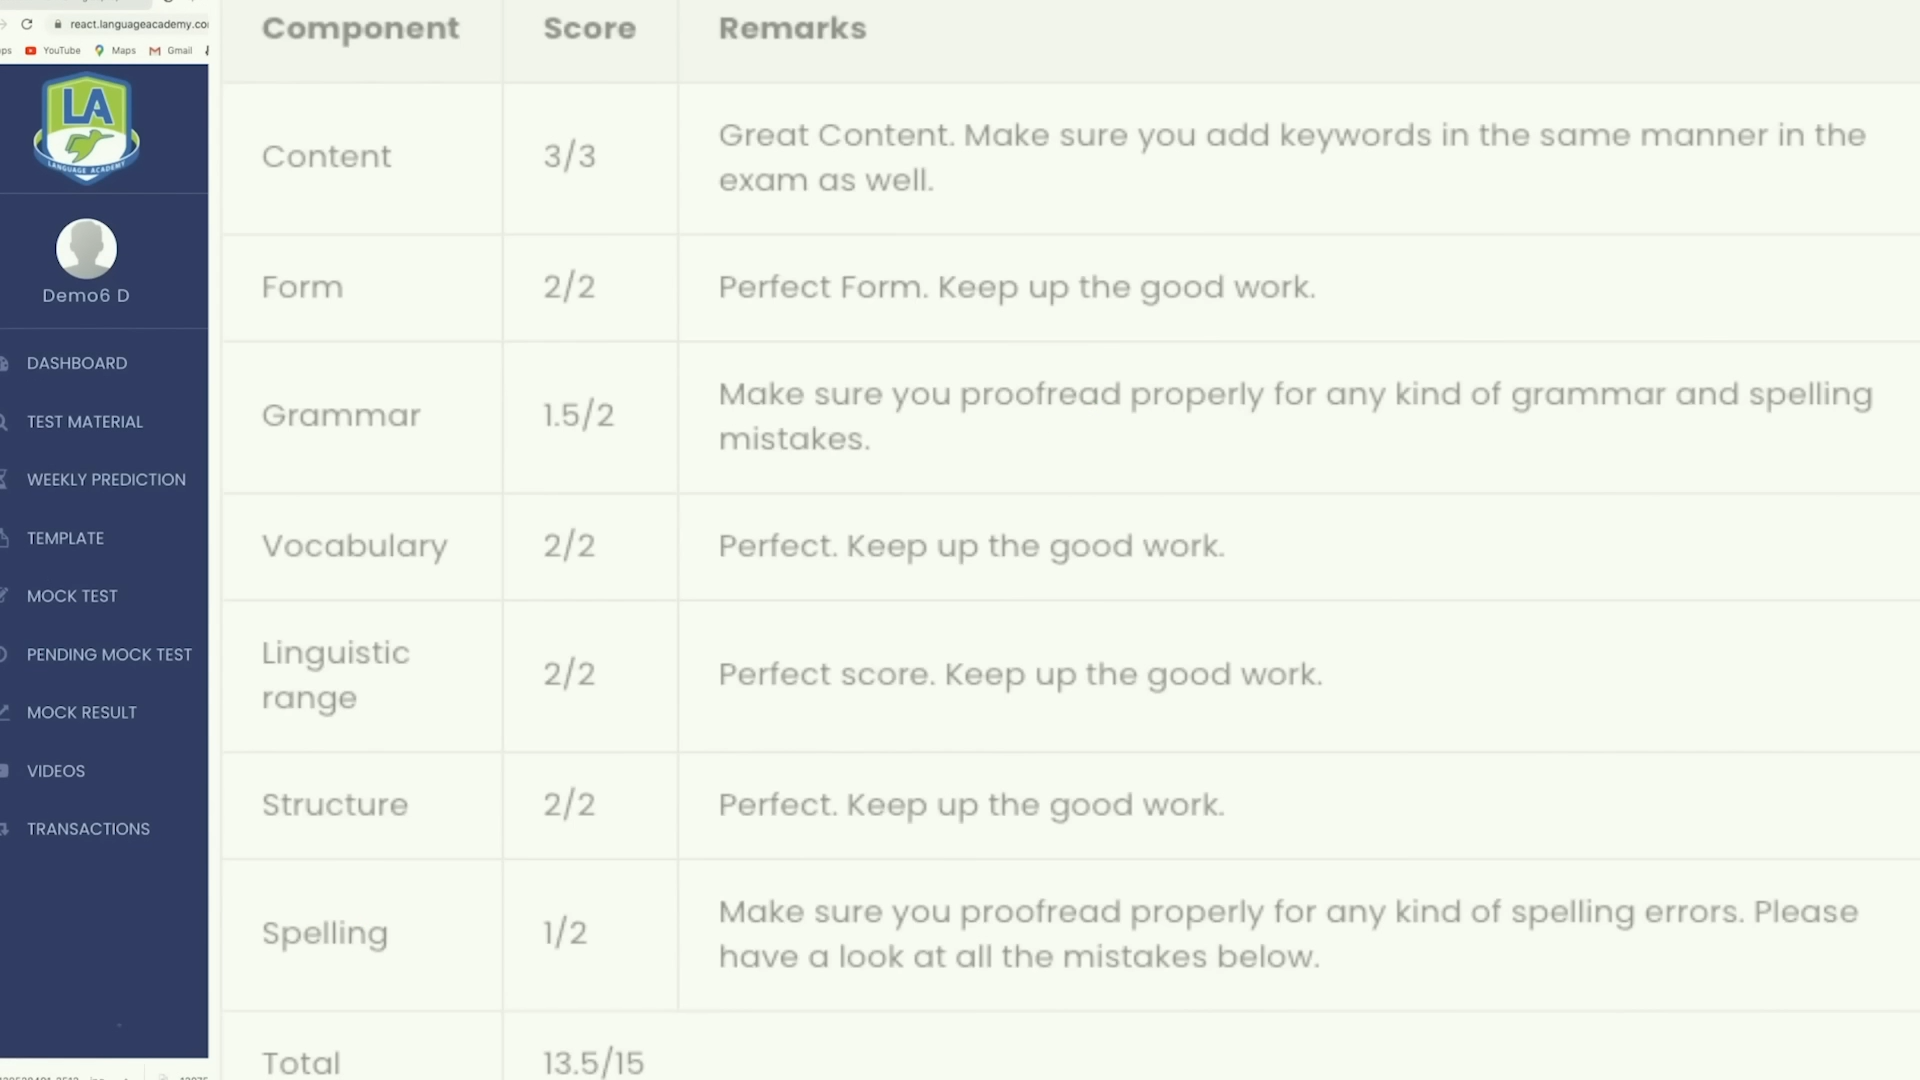 react.languageacademy.co
YouTube Maps Gmail
LA
LANGUAGE ACADEMY
Demo6 D
DASHBOARD
TEST MATERIAL
WEEKLY PREDICTION
TEMPLATE
MOCK TEST
PENDING MOCK TEST
MOCK RESULT
VIDEOS
TRANSACTIONS
Component Score Remarks
Content 3/3 Great Content. Make sure you add keywords in the same manner in the
exam as well.
Form 2/2 Perfect Form. Keep up the good work.
Grammar 1.5/2 Make sure you proofread properly for any kind of grammar and spelling
mistakes.
Vocabulary 2/2 Perfect. Keep up the good work.
Linguistic
range 2/2 Perfect score. Keep up the good work.
Structure 2/2 Perfect. Keep up the good work.
Spelling 1/2 Make sure you proofread properly for any kind of spelling errors. Please
have a look at all the mistakes below.
Total 13.5/15